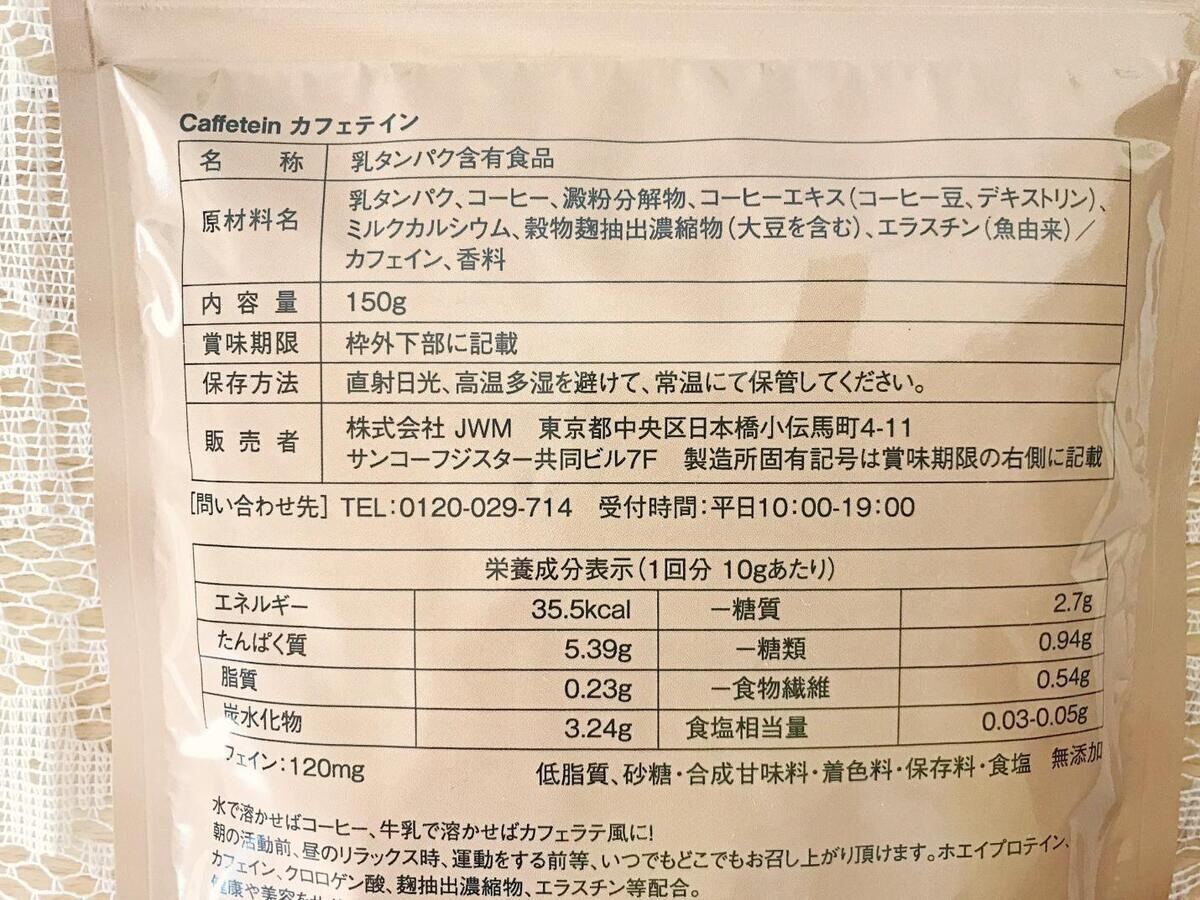 Caffetein カフェテイン
名 称 乳タンパク含有食品
原材料名 乳タンパク、コーヒー、澱粉分解物、コーヒーエキス(コーヒー豆、デキストリン)、
ミルクカルシウム、穀物麹抽出濃縮物(大豆を含む)、エラスチン(魚由来)/
カフェイン、香料
内 容 量 150g
賞味期限 枠外下部に記載
保存方法 直射日光、高温多湿を避けて、常温にて保管してください。
販 売 者 株式会社 JWM 東京都中央区日本橋小伝馬町4-11
サンコーフジスター共同ビル7F 製造所固有記号は賞味期限の右側に記載
[問い合わせ先] TEL:0120-029-714 受付時間:平日10:00-19:00
栄養成分表示(1回分 10gあたり)
エネルギー 35.5kcal ー糖質 2.7g
たんぱく質 5.39g ー糖類 0.94g
脂質 0.23g ー食物繊維 0.54g
炭水化物 3.24g 食塩相当量 0.03-0.05g
フェイン:120mg 低脂質、砂糖・合成甘味料・着色料・保存料・食塩 無添加
水で溶かせばコーヒー、牛乳で溶かせばカフェラテ風に!
朝の活動前、昼のリラックス時、運動をする前等、いつでもどこでもお召し上がり頂けます。ホエイプロテイン、
カフェイン、クロロゲン酸、麹抽出濃縮物、エラスチン等配合。
健康や美容を